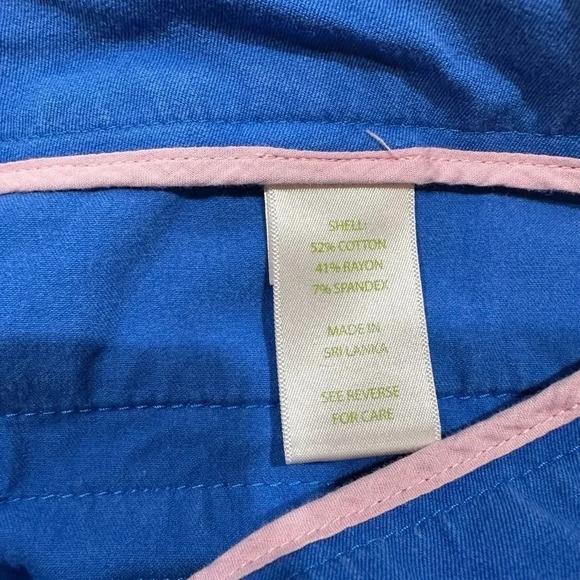 SHELL:
52% COTTON
41% RAYON
7% SPANDEX
MADE IN
SRI LANKA
SEE REVERSE
FOR CARE